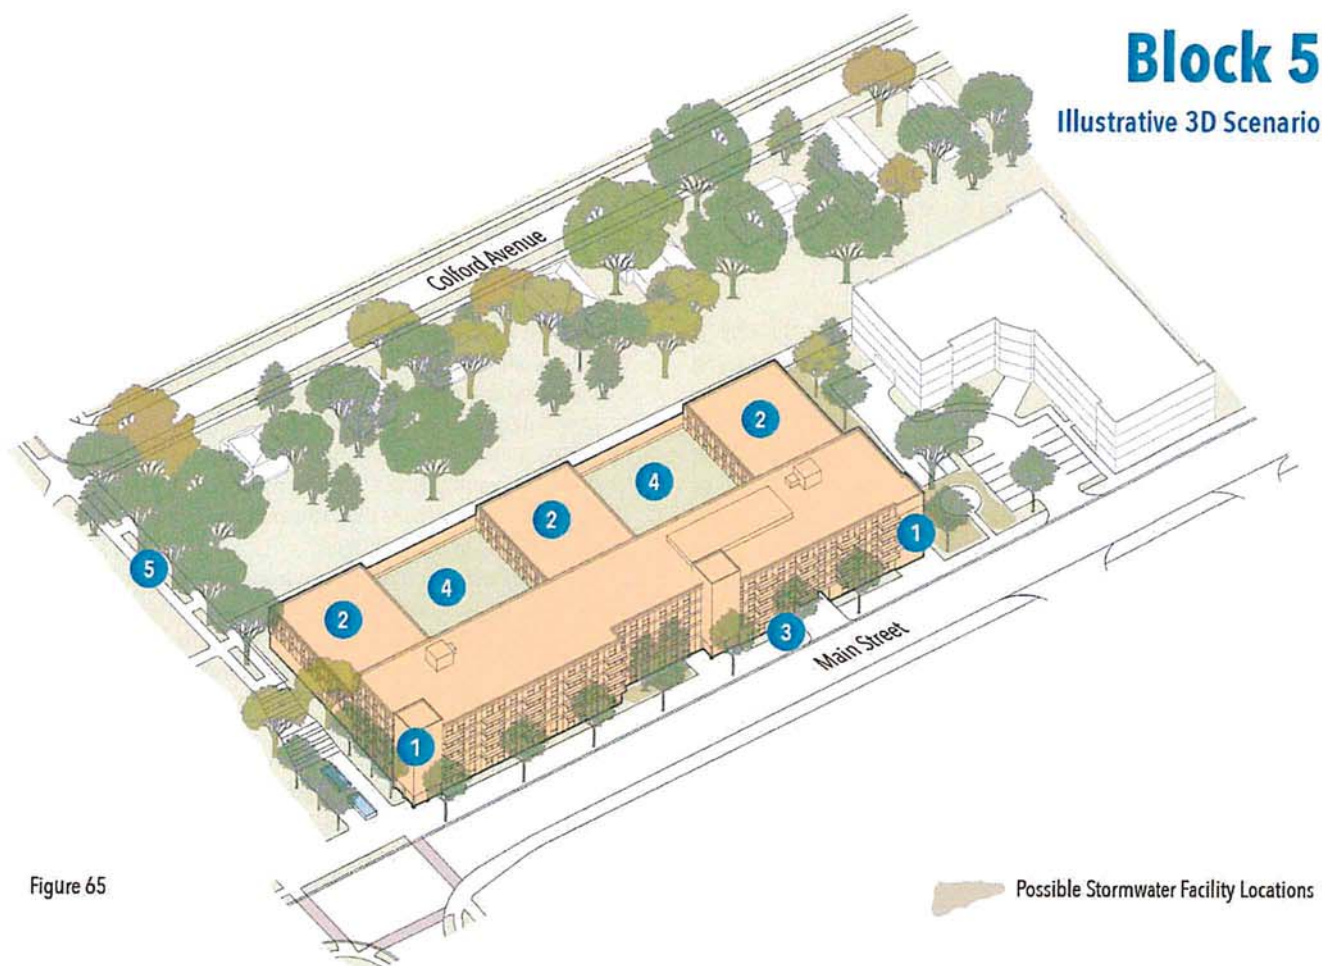 Block 5
Illustrative 3D Scenario
Colford Avenue
2
4
2
4
1
5
2
3
Main Street
1
Figure 65
Possible Stormwater Facility Locations